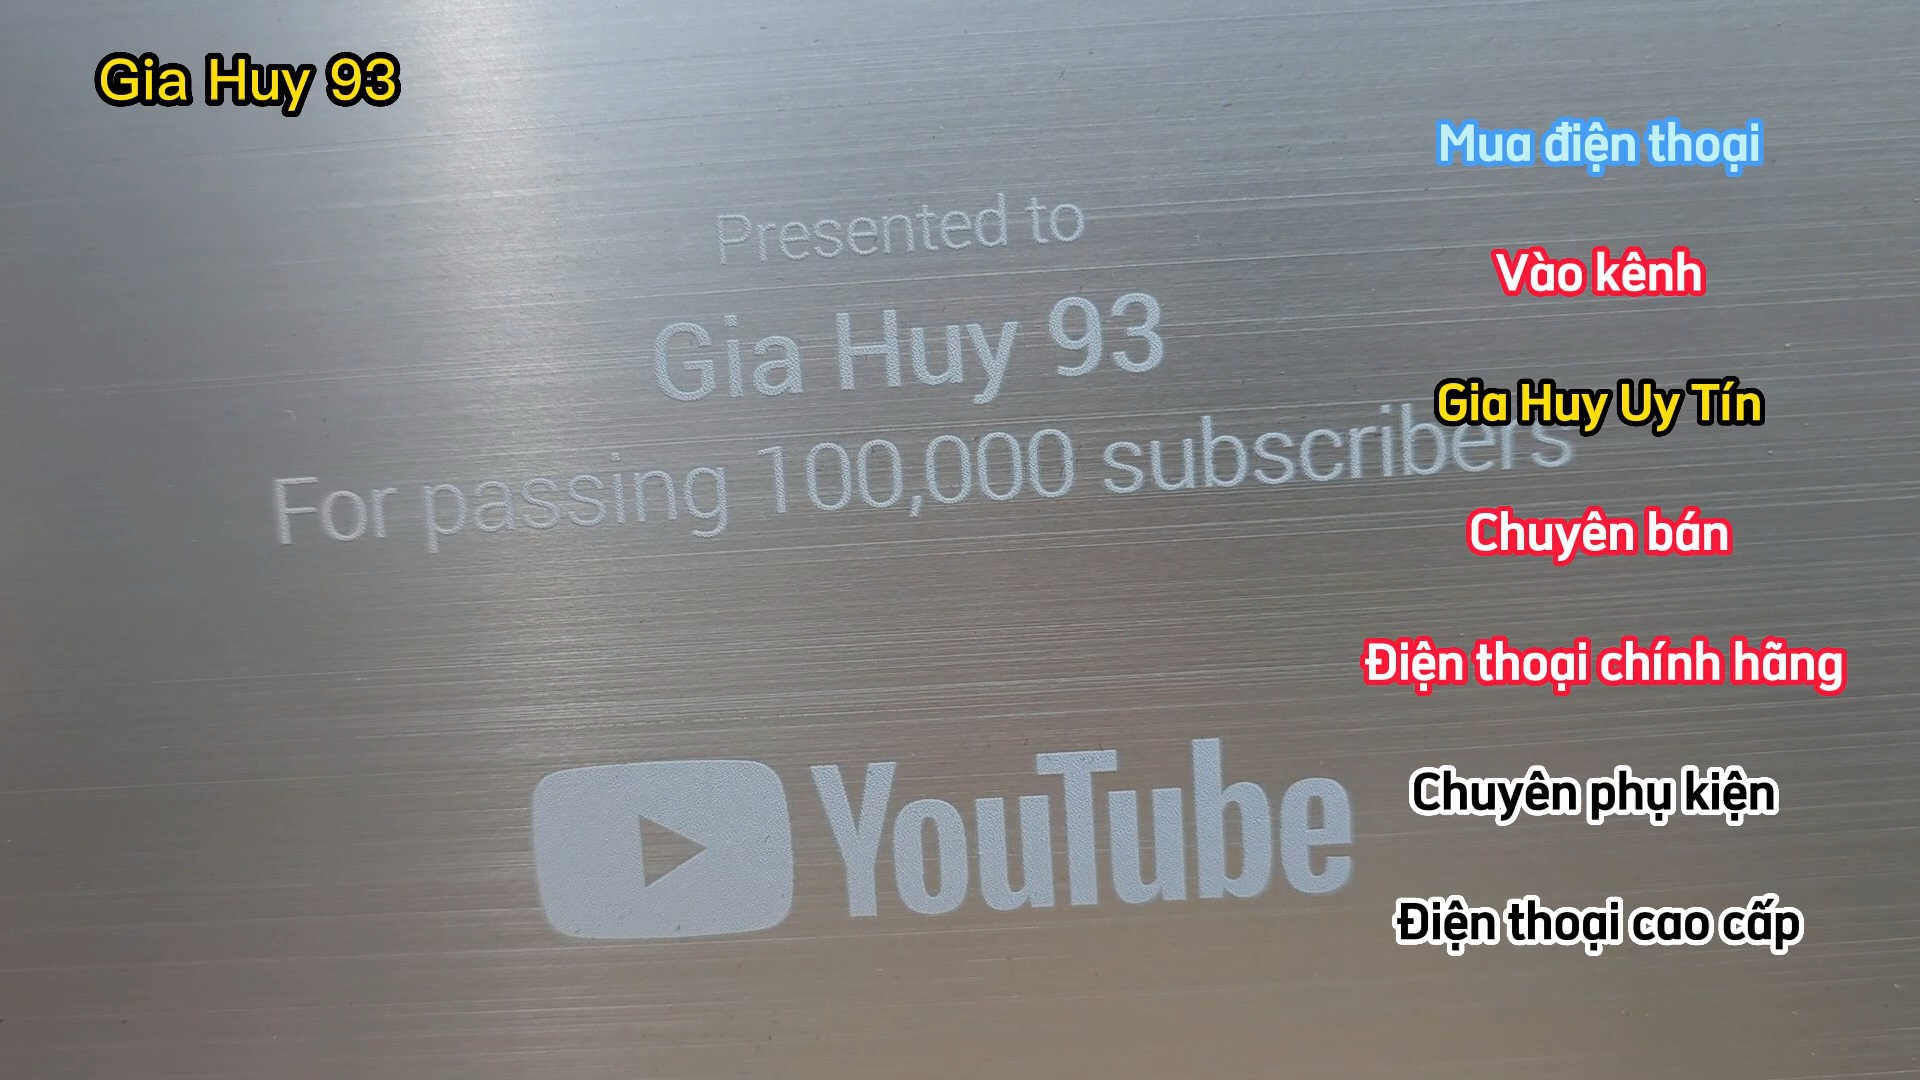 Gia Huy 93
Presented to
Gia Huy 93
For passing 100,000 subscribers
YouTube
Mua điện thoại
Vào kênh
Gia Huy Uy Tín
Chuyên bán
Điện thoại chính hãng
Chuyên phụ kiện
Điện thoại cao cấp